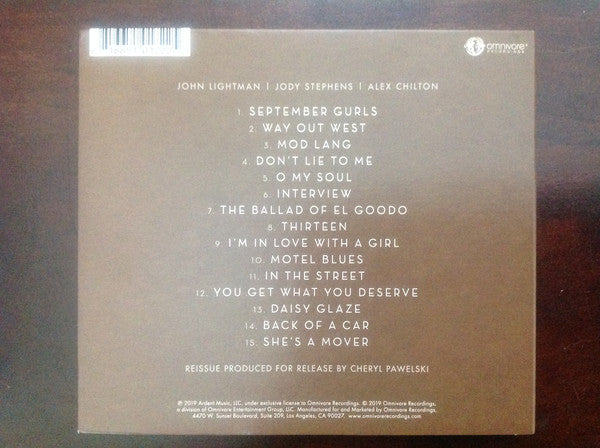 omnivore
RECORDINGS
JOHN LIGHTMAN | JODY STEPHENS | ALEX CHILTON
1. SEPTEMBER GURLS
2. WAY OUT WEST
3. MOD LANG
4. DON'T LIE TO ME
5. O MY SOUL
6. INTERVIEW
7. THE BALLAD OF EL GOODO
8. THIRTEEN
9. I'M IN LOVE WITH A GIRL
10. MOTEL BLUES
11. IN THE STREET
12. YOU GET WHAT YOU DESERVE
13. DAISY GLAZE
14. BACK OF A CAR
15. SHE'S A MOVER
REISSUE PRODUCED FOR RELEASE BY CHERYL PAWELSKI
℗ 2019 Ardent Music, LLC, under exclusive license to Omnivore Recordings. © 2019 Omnivore Recordings,
a division of Omnivore Entertainment Group, LLC. Manufactured for and Marketed by Omnivore Recordings,
4470 W. Sunset Boulevard, Suite 209, Los Angeles, CA 90027. www.omnivorerecordings.com